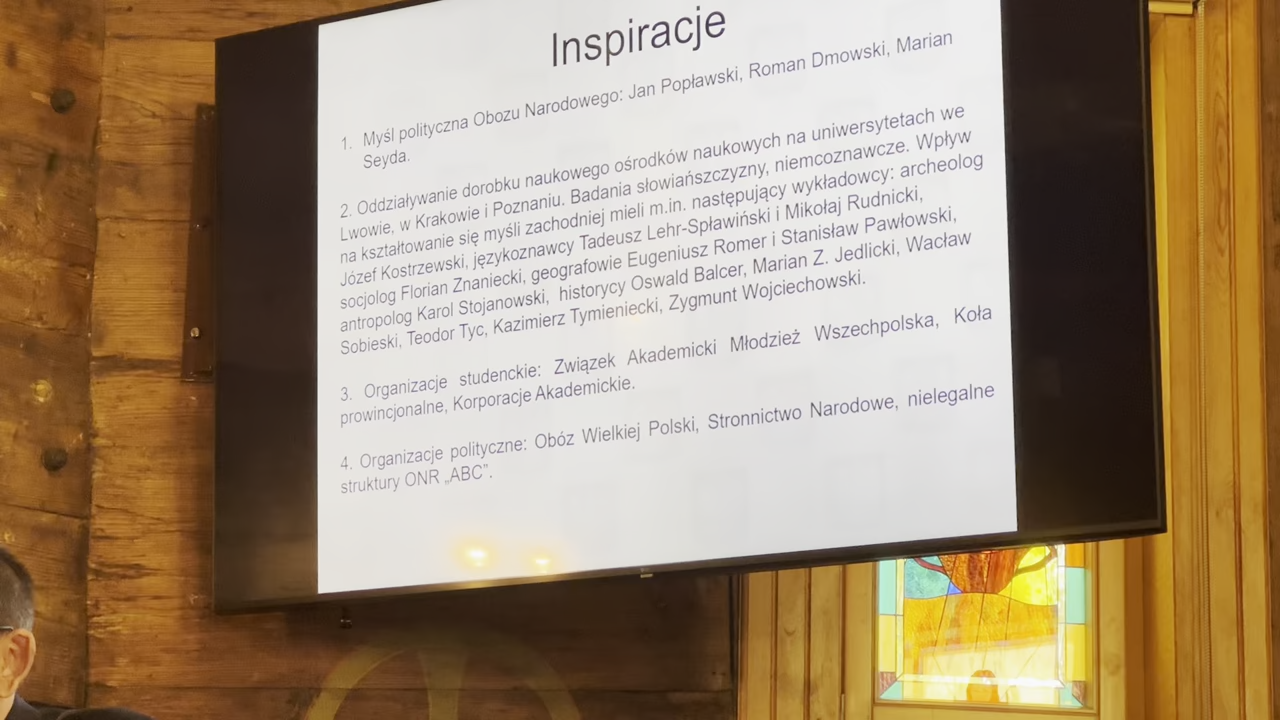 Inspiracje
1. Myśl polityczna Obozu Narodowego: Jan Popławski, Roman Dmowski, Marian
Seyda.
2. Oddziaływanie dorobku naukowego ośrodków naukowych na uniwersytetach we
Lwowie, w Krakowie i Poznaniu. Badania słowiańszczyzny, niemcoznawcze. Wpływ
na kształtowanie się myśli zachodniej mieli m.in. następujący wykładowcy: archeolog
Józef Kostrzewski, językoznawcy Tadeusz Lehr-Spławiński i Mikołaj Rudnicki,
socjolog Florian Znaniecki, geografowie Eugeniusz Romer i Stanisław Pawłowski,
antropolog Karol Stojanowski, historycy Oswald Balcer, Marian Z. Jedlicki, Wacław
Sobieski, Teodor Tyc, Kazimierz Tymieniecki, Zygmunt Wojciechowski.
3. Organizacje studenckie: Związek Akademicki Młodzież Wszechpolska, Koła
prowincjonalne, Korporacje Akademickie.
4. Organizacje polityczne: Obóz Wielkiej Polski, Stronnictwo Narodowe, nielegalne
struktury ONR „ABC”.